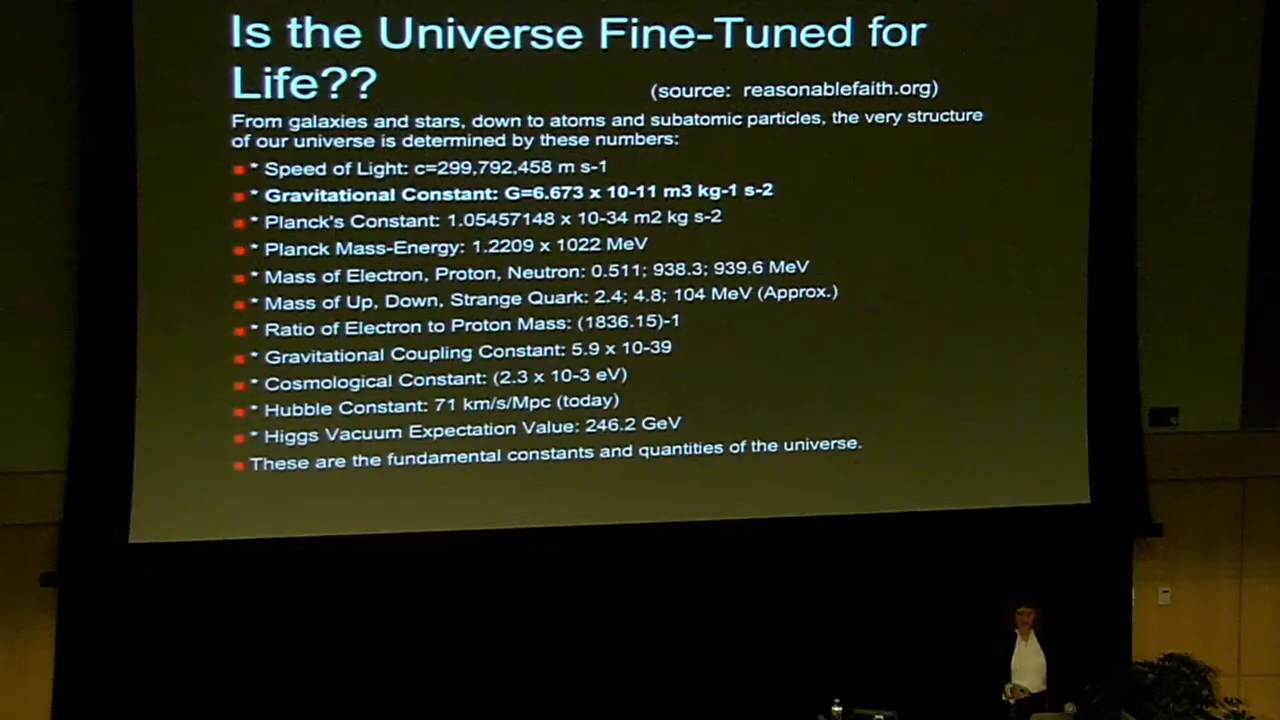 Is the Universe Fine-Tuned for
Life?? (source: reasonablefaith.org)
From galaxies and stars, down to atoms and subatomic particles, the very structure
of our universe is determined by these numbers:
* Speed of Light: c=299,792,458 m s-1
* Gravitational Constant: G=6.673 x 10-11 m3 kg-1 s-2
* Planck's Constant: 1.05457148 x 10-34 m2 kg s-2
* Planck Mass-Energy: 1.2209 x 1022 MeV
* Mass of Electron, Proton, Neutron: 0.511; 938.3; 939.6 MeV
* Mass of Up, Down, Strange Quark: 2.4; 4.8; 104 MeV (Approx.)
* Ratio of Electron to Proton Mass: (1836.15)-1
* Gravitational Coupling Constant: 5.9 x 10-39
* Cosmological Constant: (2.3 x 10-3 eV)
* Hubble Constant: 71 km/s/Mpc (today)
* Higgs Vacuum Expectation Value: 246.2 GeV
These are the fundamental constants and quantities of the universe.